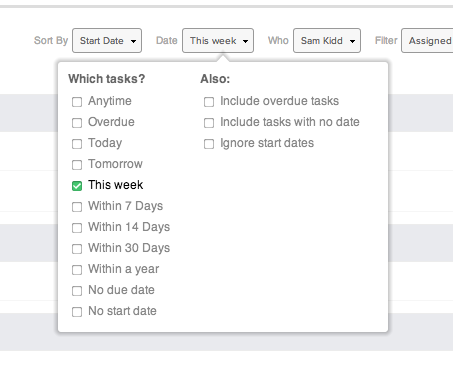 Sort By Start Date Date This week Who Sam Kidd Filter Assigned
Which tasks? Also:
Anytime Include overdue tasks
Overdue Include tasks with no date
Today Ignore start dates
Tomorrow
This week
Within 7 Days
Within 14 Days
Within 30 Days
Within a year
No due date
No start date